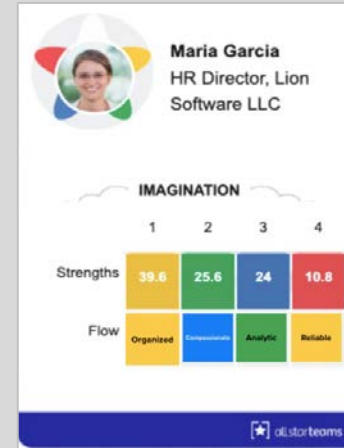 Maria Garcia
HR Director, Lion
Software LLC
IMAGINATION
1 2 3 4
Strengths 39.6 25.6 24 10.8
Flow Organized Compassionate Analytic Reliable
allstarteams